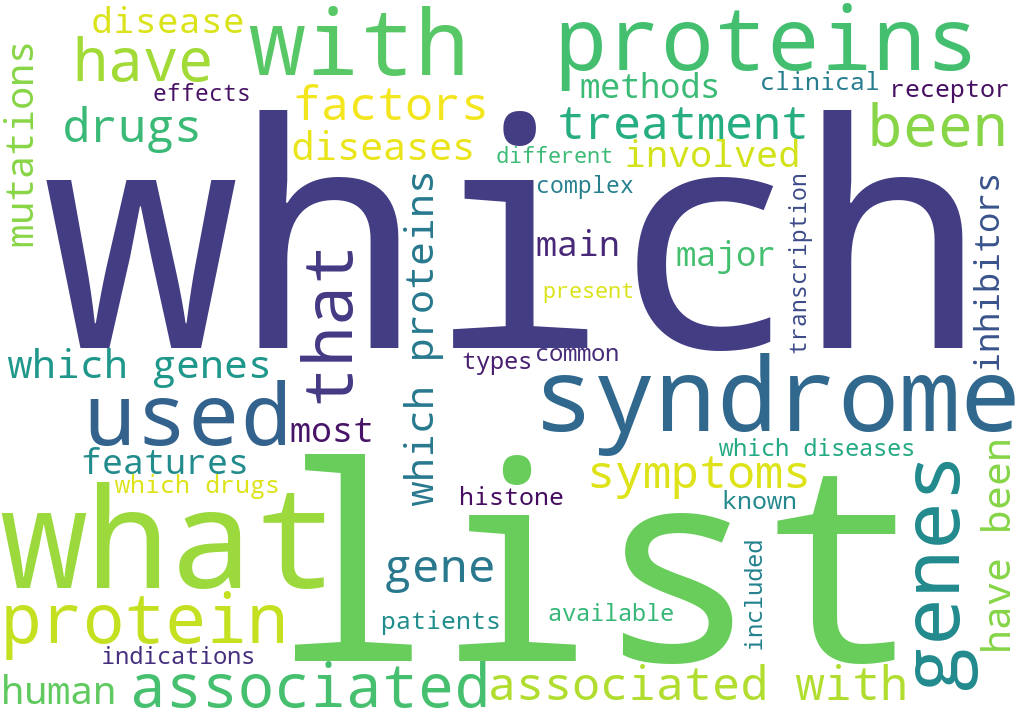 disease
with
proteins
have
effects
factors
methods
clinical
receptor
drugs
diseases
treatment
been
mutations
different
involved
which
complex
which proteins
transcription
inhibitors
that
main
major
present
which genes
types
common
syndrome
used
most
features
which diseases
which drugs
symptoms
genes
have been
what
list
histone
known
gene
included
protein
patients
available
indications
human
associated
associated with